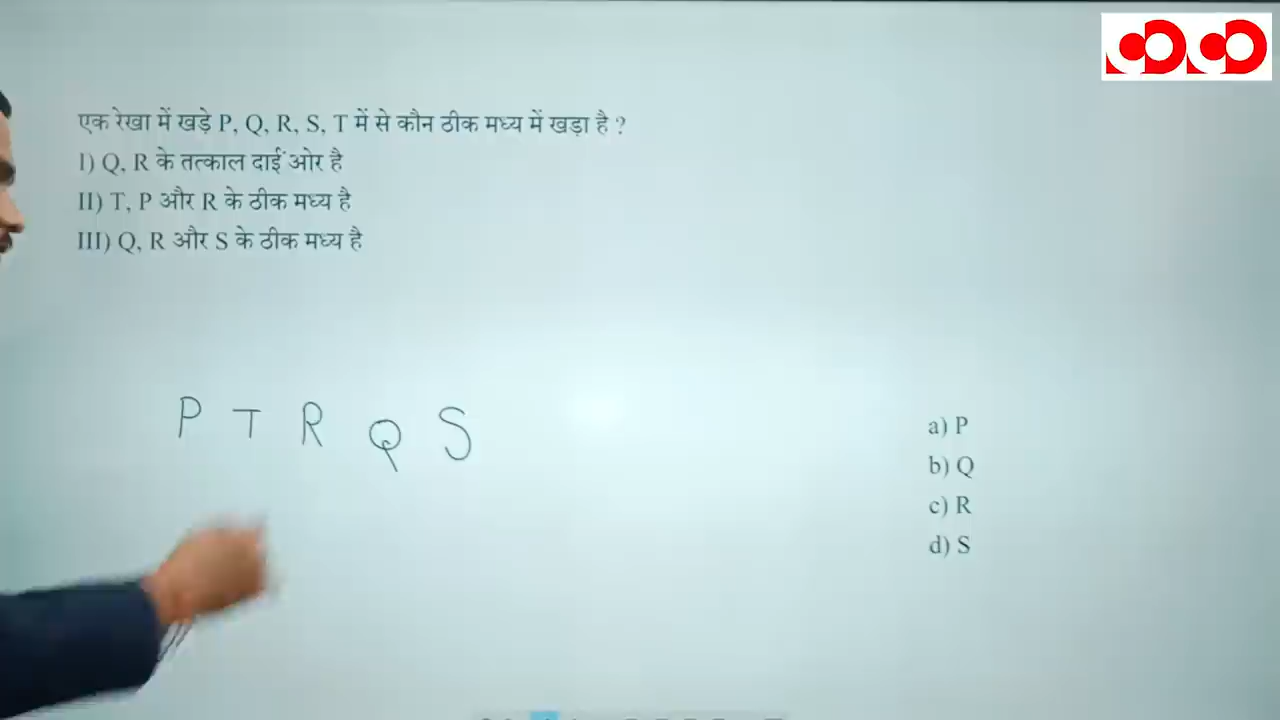 एक रेखा में खड़े P, Q, R, S, T में से कौन ठीक मध्य में खड़ा है ?
I) Q, R के तत्काल दाईं ओर है
II) T, P और R के ठीक मध्य है
III) Q, R और S के ठीक मध्य है
P T R Q S
a) P
b) Q
c) R
d) S